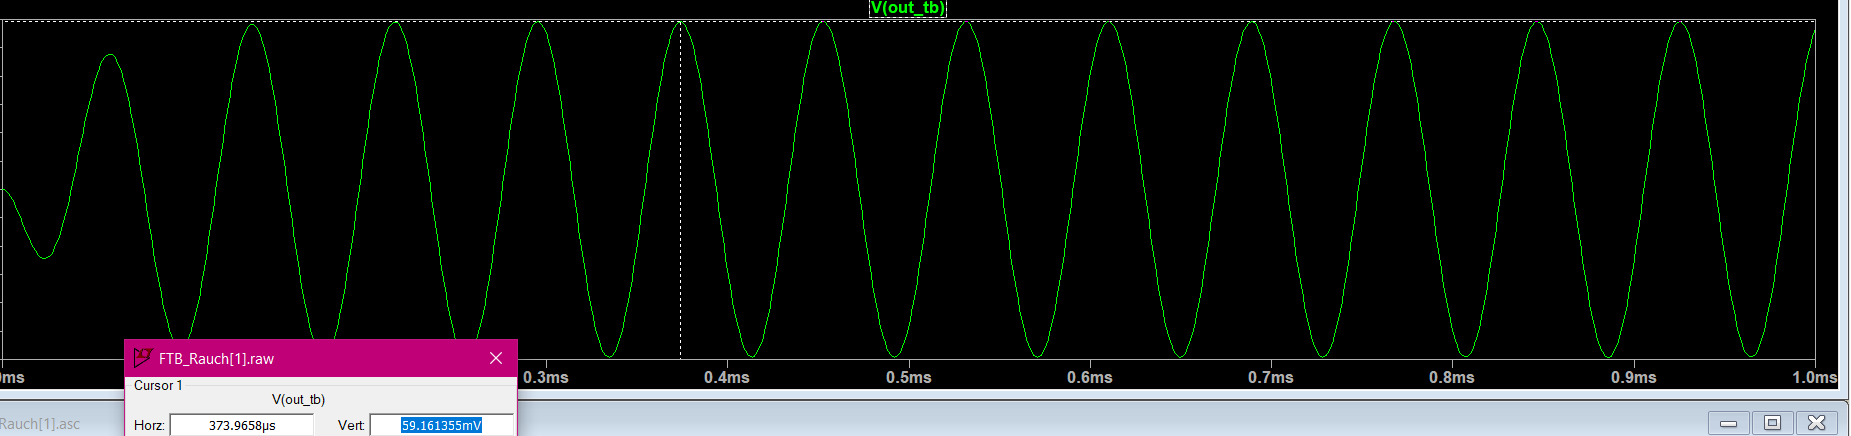 V(out_tb)
0ms 0.3ms 0.4ms 0.5ms 0.6ms 0.7ms 0.8ms 0.9ms 1.0ms
FTB_Rauch[1].raw
Cursor 1
V(out_tb)
Horz: 373.9658µs Vert: 59.161355mV
Rauch[1].asc